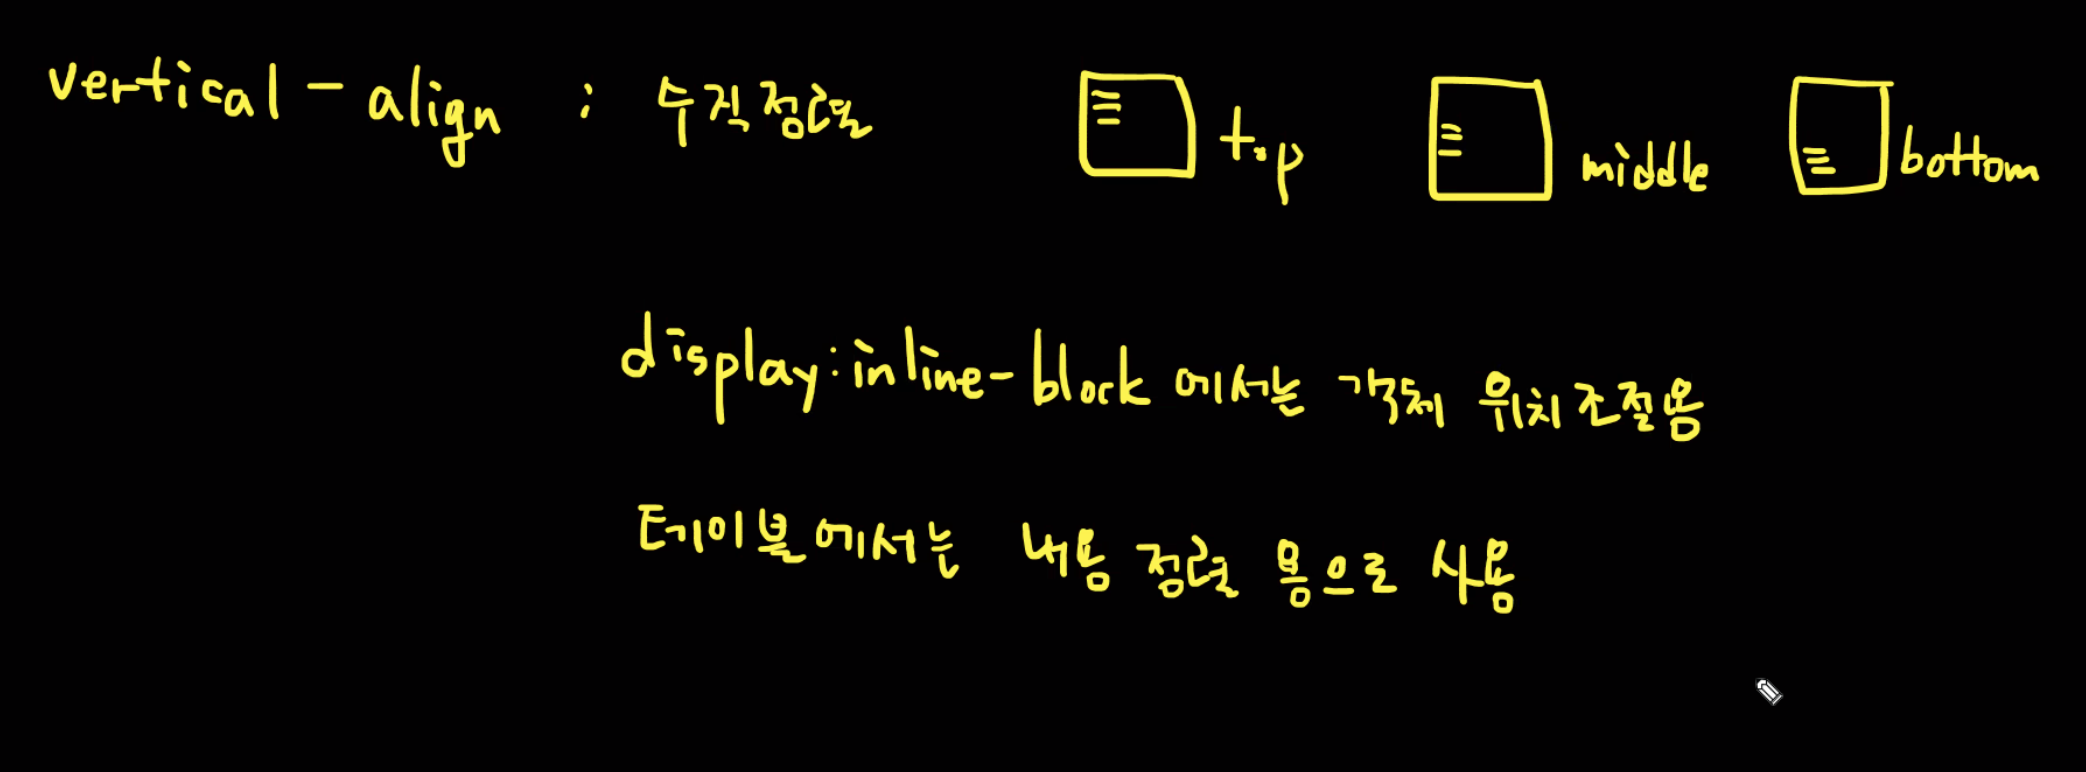 vertical-align : 수직정렬 top middle bottom
display:inline-block 에서는 객체 위치조절용
테이블에서는 내용 정렬 용으로 사용